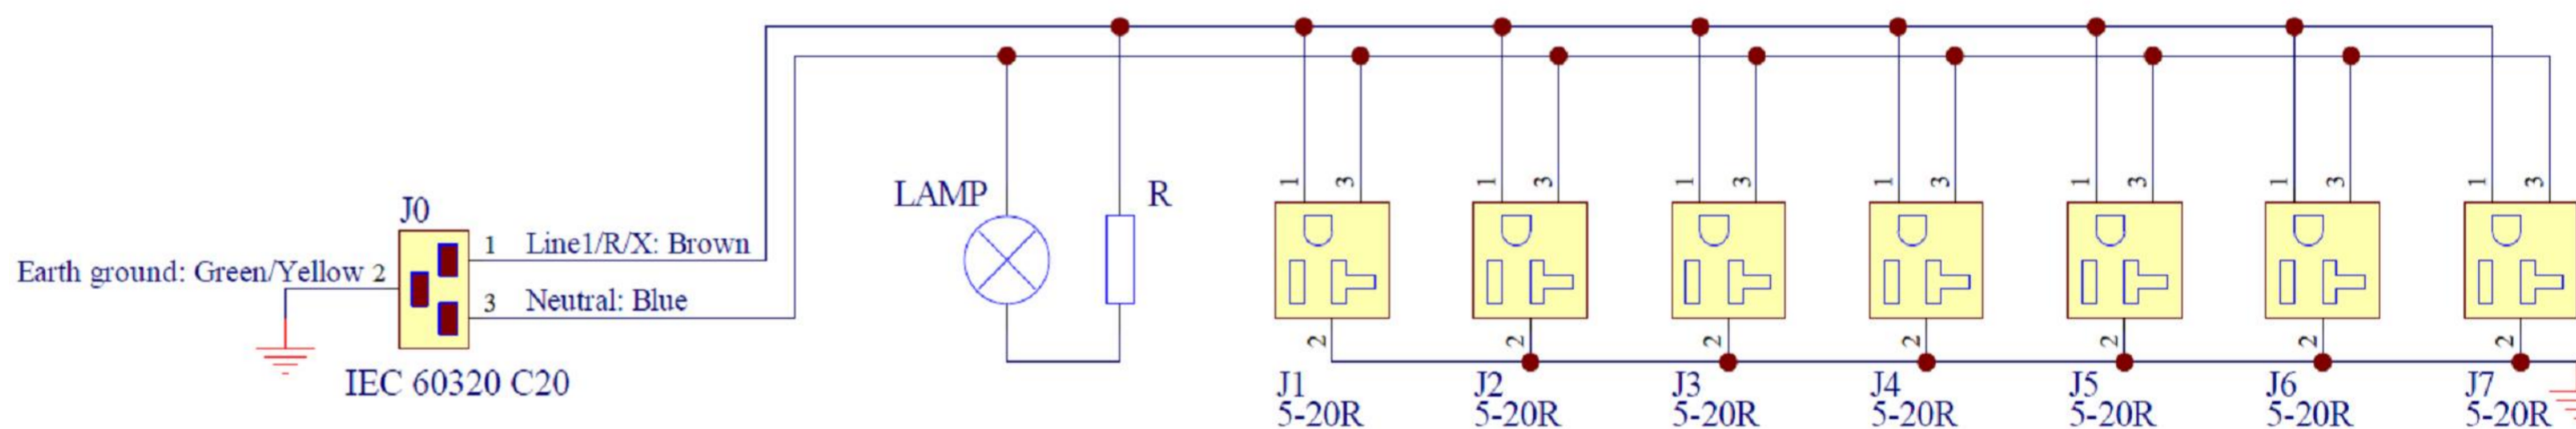 LAMP
R
J0
1 Line1/R/X: Brown
Earth ground: Green/Yellow 2
3 Neutral: Blue
IEC 60320 C20
1 3 1 3 1 3 1 3 1 3 1 3 1 3
2 2 2 2 2 2 2
J1 J2 J3 J4 J5 J6 J7
5-20R 5-20R 5-20R 5-20R 5-20R 5-20R 5-20R